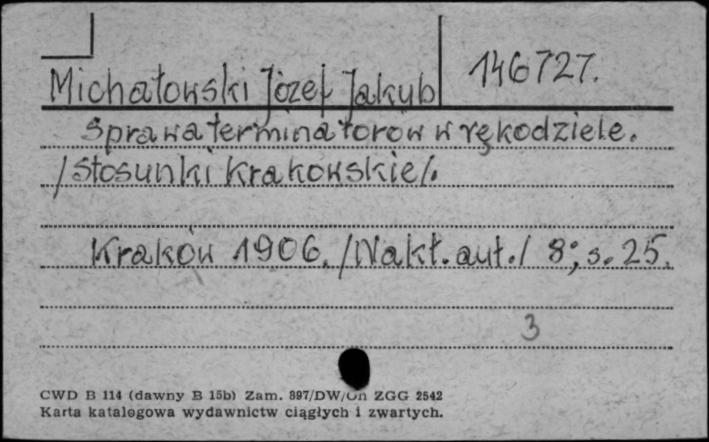 Michałowski Józef Jakub 146727.
Sprawa terminatorów w rękodziele.
/Stosunki krakowskie/.
Kraków 1906. /Nakł. aut./ 8°, s. 25.
3
CWD B 114 (dawny B 15b) Zam. 897/DW/Un ZGG 2542
Karta katalogowa wydawnictw ciągłych i zwartych.